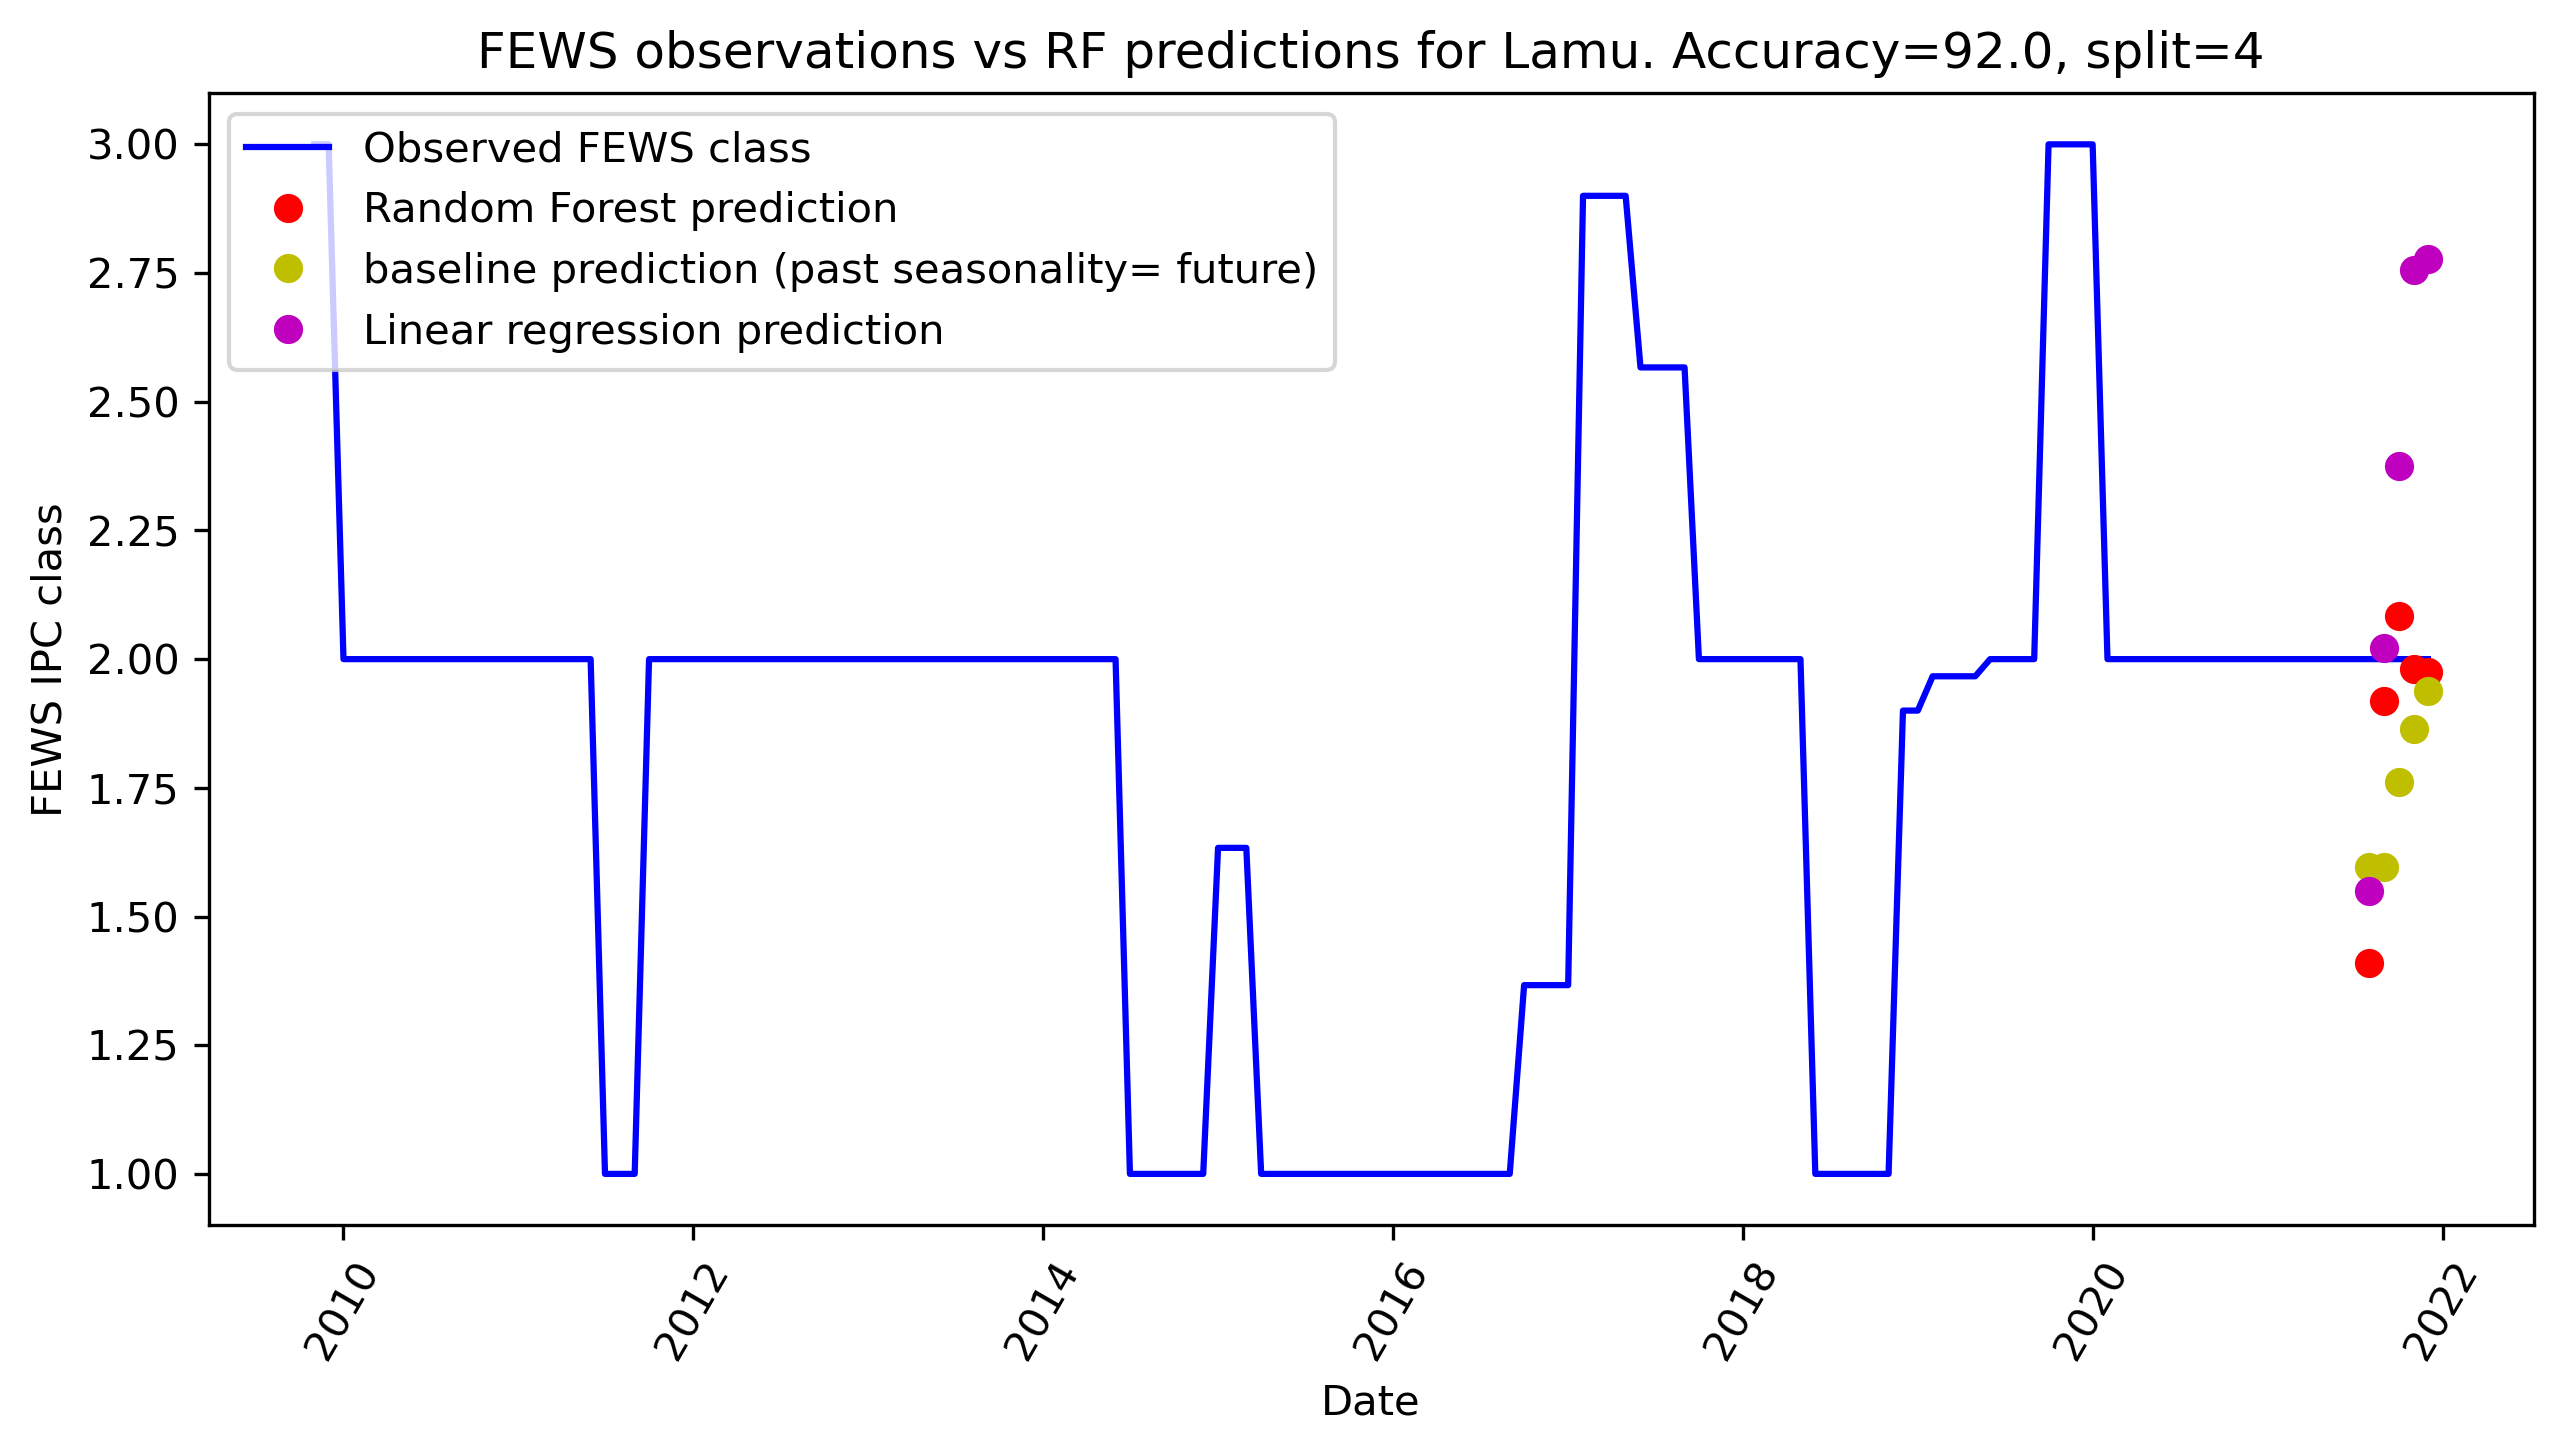 FEWS observations vs RF predictions for Lamu. Accuracy=92.0, split=4
Observed FEWS class
Random Forest prediction
baseline prediction (past seasonality= future)
Linear regression prediction
FEWS IPC class
3.00
2.75
2.50
2.25
2.00
1.75
1.50
1.25
1.00
2010
2012
2014
2016
2018
2020
2022
Date